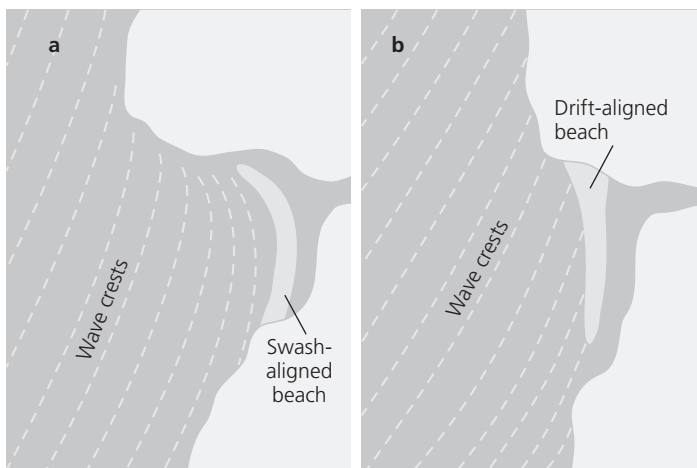 a
Wave crests
Swash-
aligned
beach
b
Drift-aligned
beach
Wave crests